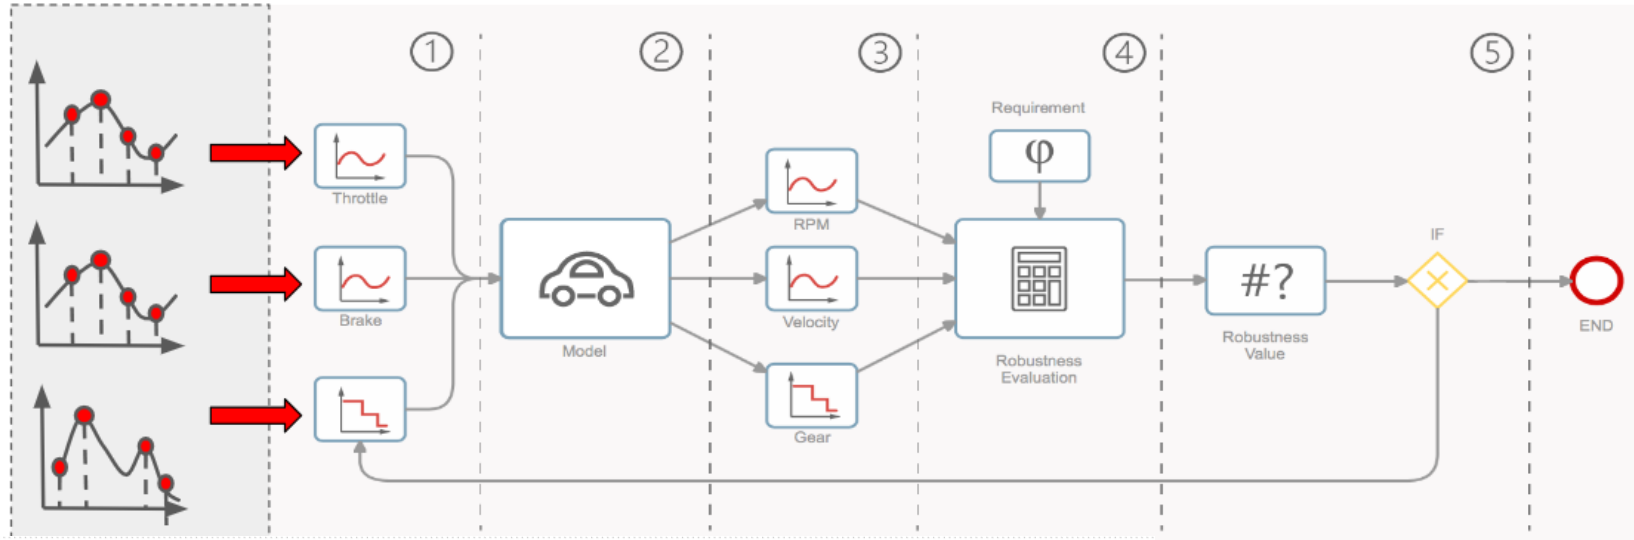 1
2
3
4
5
Requirement
φ
Throttle
RPM
IF
Brake
Velocity
#?
Model
Robustness
Value
END
Robustness
Evaluation
Gear